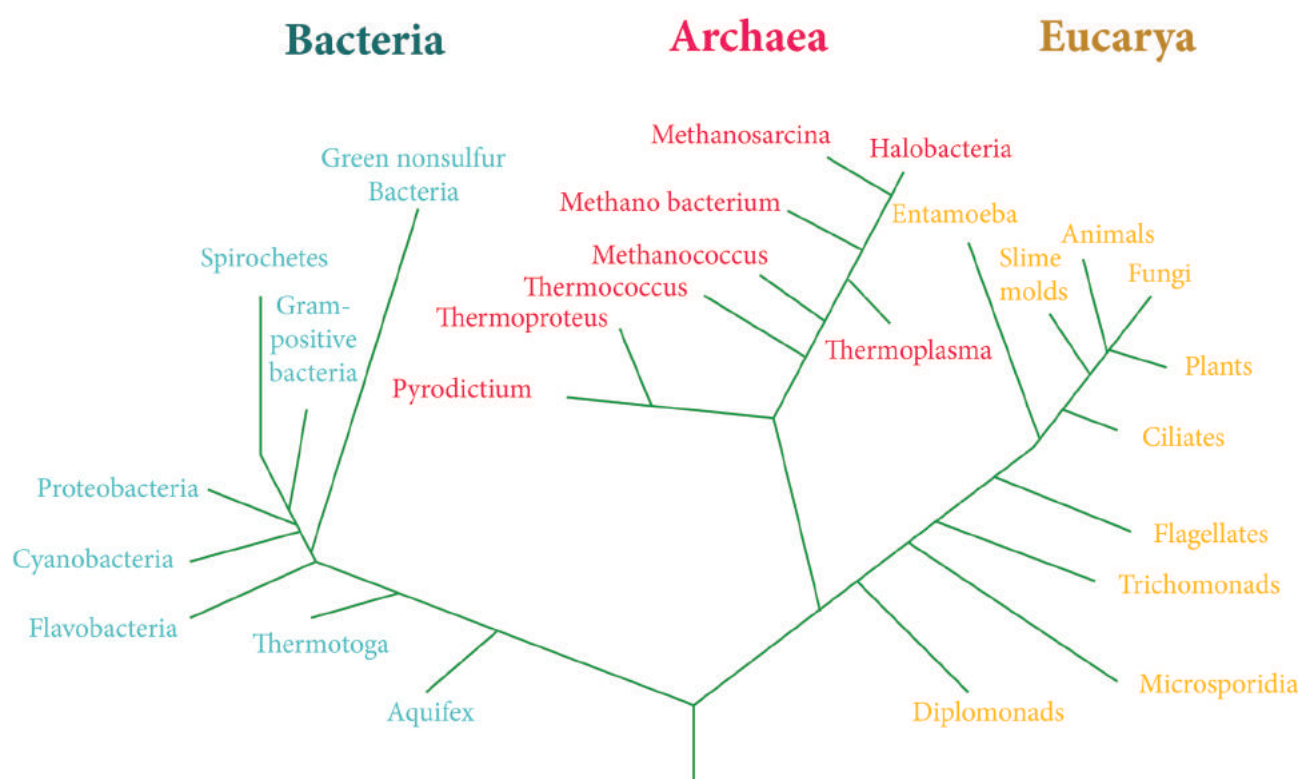 Bacteria
Archaea
Eucarya
Green nonsulfur
Bacteria
Spirochetes
Gram-
positive
bacteria
Proteobacteria
Cyanobacteria
Flavobacteria
Thermotoga
Aquifex
Methanosarcina
Halobacteria
Methano bacterium
Methanococcus
Thermococcus
Thermoproteus
Thermoplasma
Pyrodictium
Entamoeba
Slime
molds
Animals
Fungi
Plants
Ciliates
Flagellates
Trichomonads
Microsporidia
Diplomonads